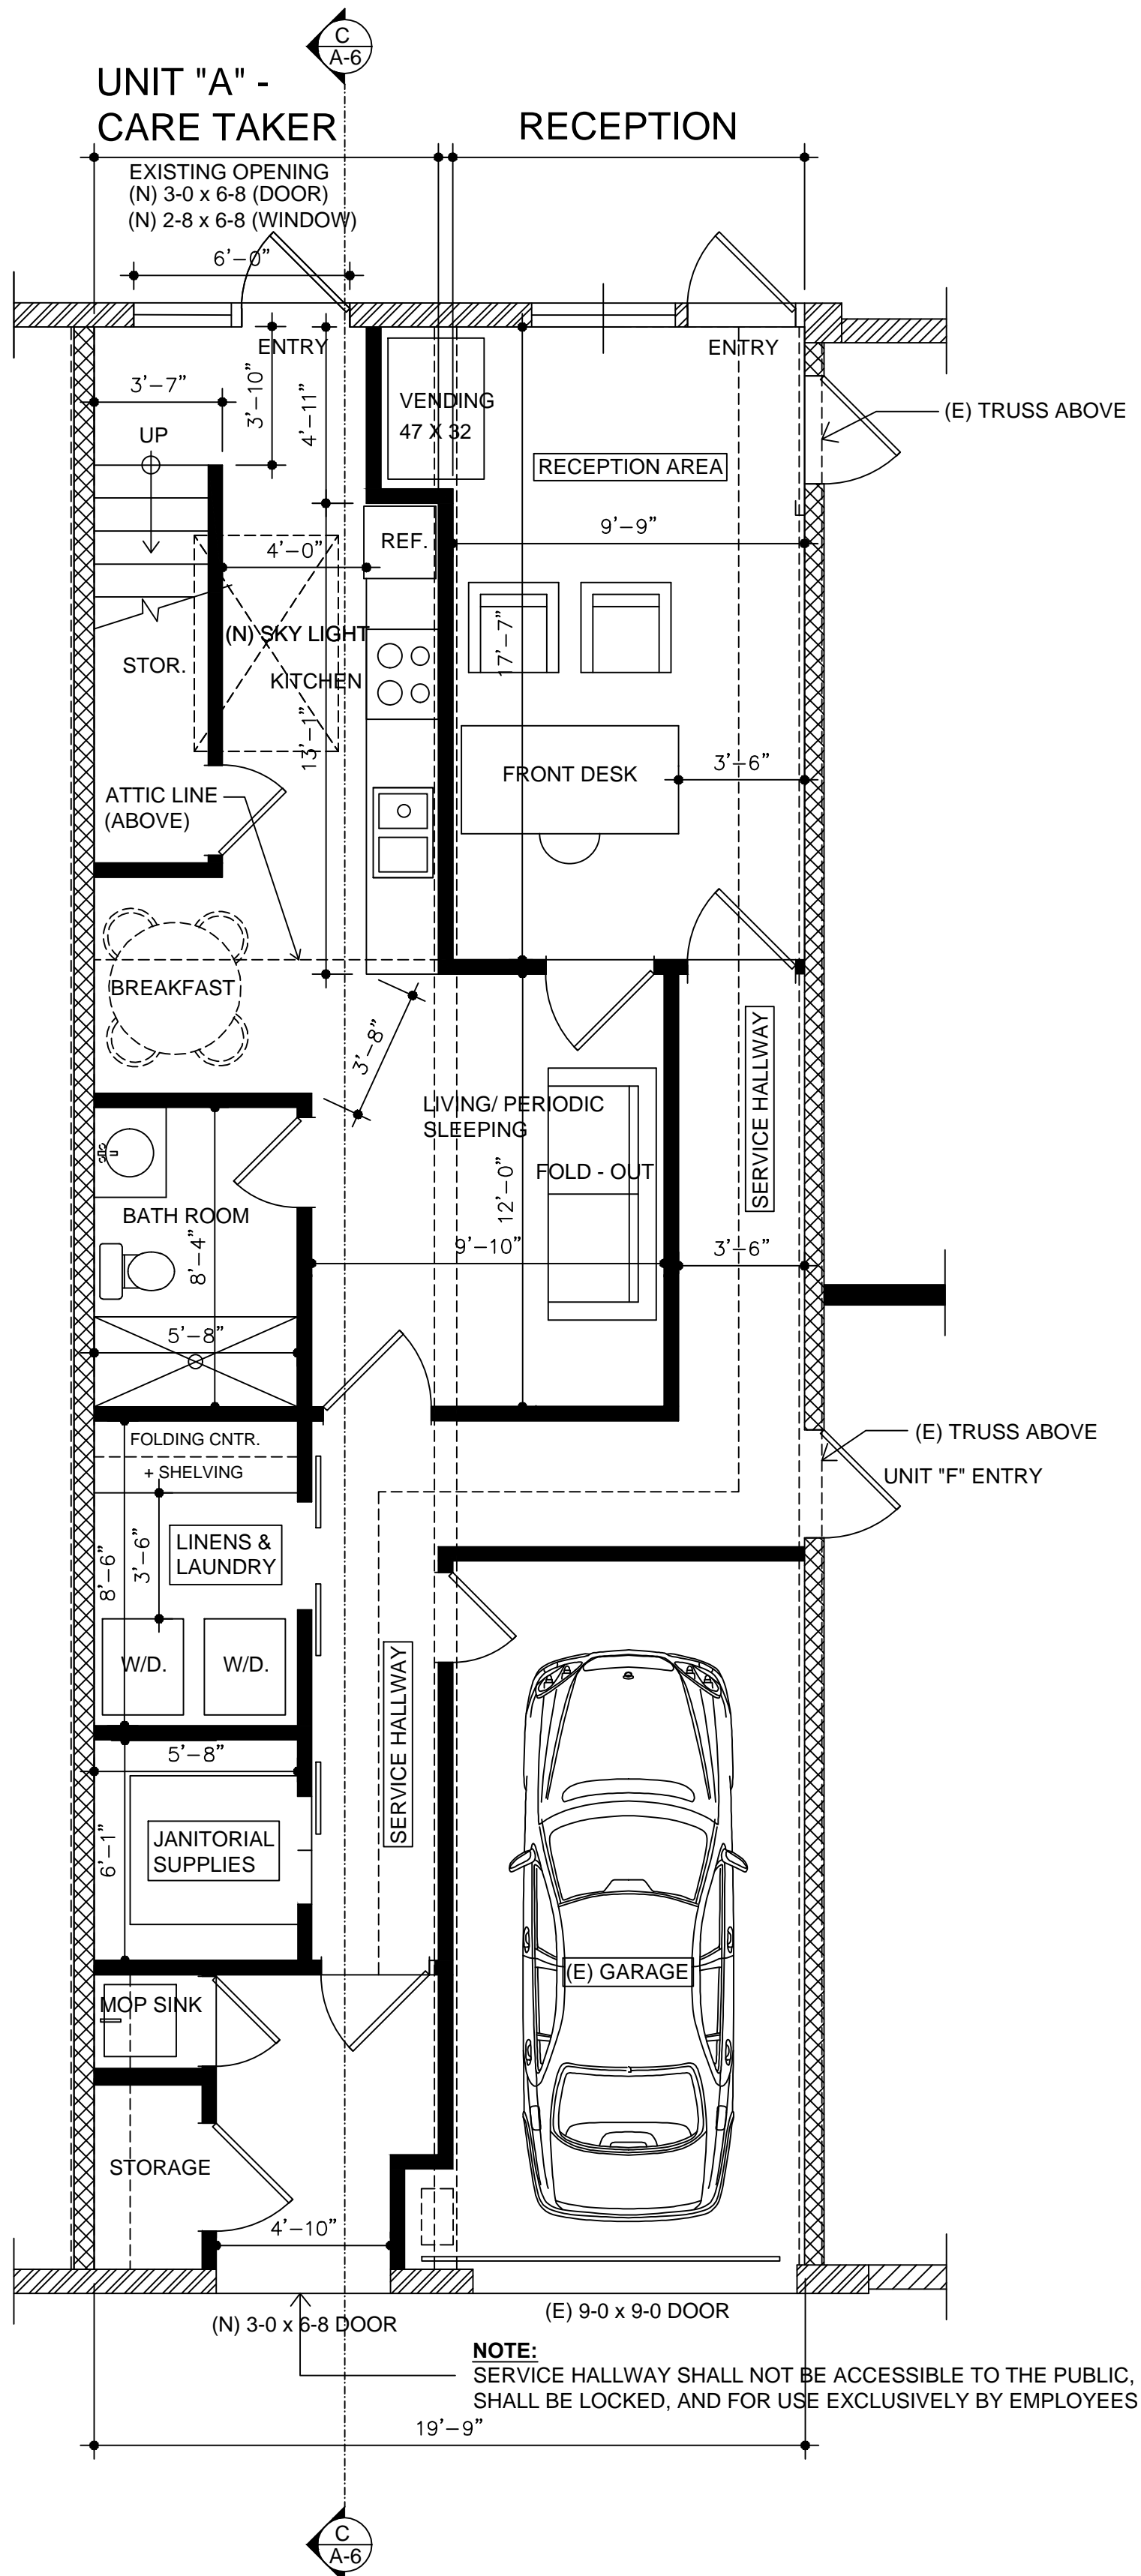 C
A-6
UNIT "A" -
CARE TAKER
RECEPTION
EXISTING OPENING
(N) 3-0 x 6-8 (DOOR)
(N) 2-8 x 6-8 (WINDOW)
6'-0"
ENTRY
ENTRY
3'-7"
3'-10"
4'-11"
VENDING
47 X 32
(E) TRUSS ABOVE
UP
RECEPTION AREA
9'-9"
REF.
4'-0"
17'-7"
(N) SKY LIGHT
STOR.
KITCHEN
13'-1"
FRONT DESK
3'-6"
ATTIC LINE
(ABOVE)
BREAKFAST
3'-8"
SERVICE HALLWAY
LIVING/ PERIODIC
SLEEPING
FOLD - OUT
12'-0"
BATH ROOM
8'-4"
9'-10"
3'-6"
5'-8"
FOLDING CNTR.
+ SHELVING
(E) TRUSS ABOVE
UNIT "F" ENTRY
LINENS &
LAUNDRY
3'-6"
8'-6"
W/D.
W/D.
SERVICE HALLWAY
5'-8"
JANITORIAL
SUPPLIES
6'-1"
(E) GARAGE
MOP SINK
STORAGE
4'-10"
(N) 3-0 x 6-8 DOOR
(E) 9-0 x 9-0 DOOR
NOTE:
SERVICE HALLWAY SHALL NOT BE ACCESSIBLE TO THE PUBLIC,
SHALL BE LOCKED, AND FOR USE EXCLUSIVELY BY EMPLOYEES
19'-9"
C
A-6